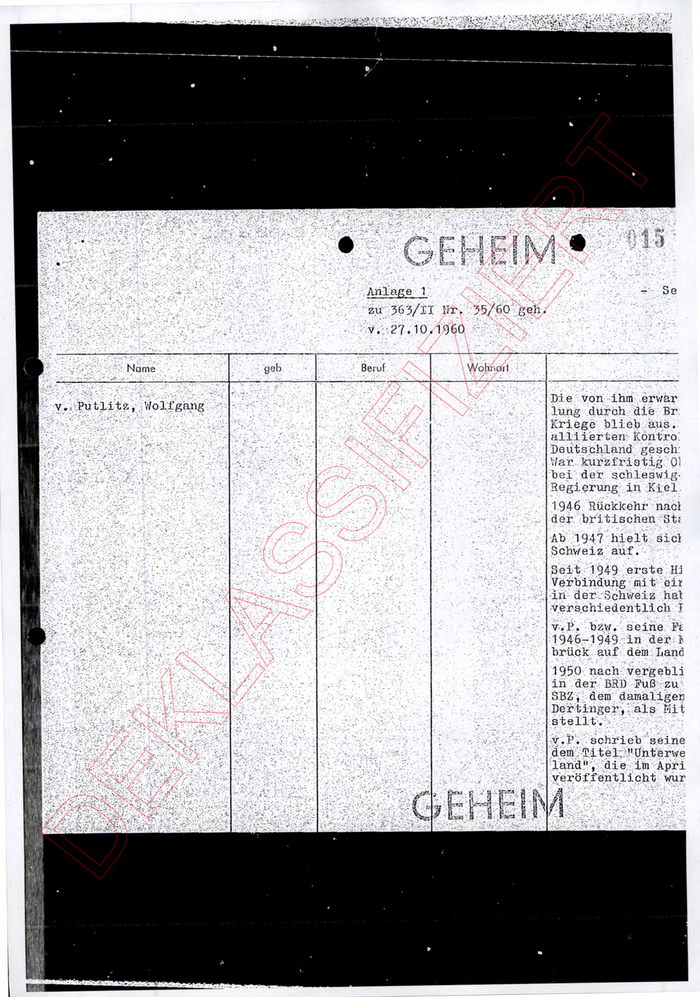 GEHEIM
015
Anlage 1
- Se
zu 363/II Nr. 35/60 geh.
v. 27.10.1960
Name geb Beruf Wohnort
v. Putlitz, Wolfgang
Die von ihm erwar
lung durch die Br
Kriege blieb aus.
alliierten Kontro
Deutschland gesch
War kurzfristig
bei der schleswig-
Regierung in Kiel
1946 Rückkehr nach
der britischen Sta
Ab 1947 hielt sich
Schweiz auf.
Seit 1949 erste Hi
Verbindung mit ein
in der Schweiz hat
verschiedentlich
v.P. bzw. seine Fa
1946-1949 in der
brück auf dem Land
1950 nach vergebli
in der BRD Fuß zu
SBZ, dem damaligen
Dertinger, als Mit
stellt.
v.P. schrieb seine
dem Titel "Unterwe
land", die im Apri
veröffentlicht wur
GEHEIM
DEKLASSIFIZIERT